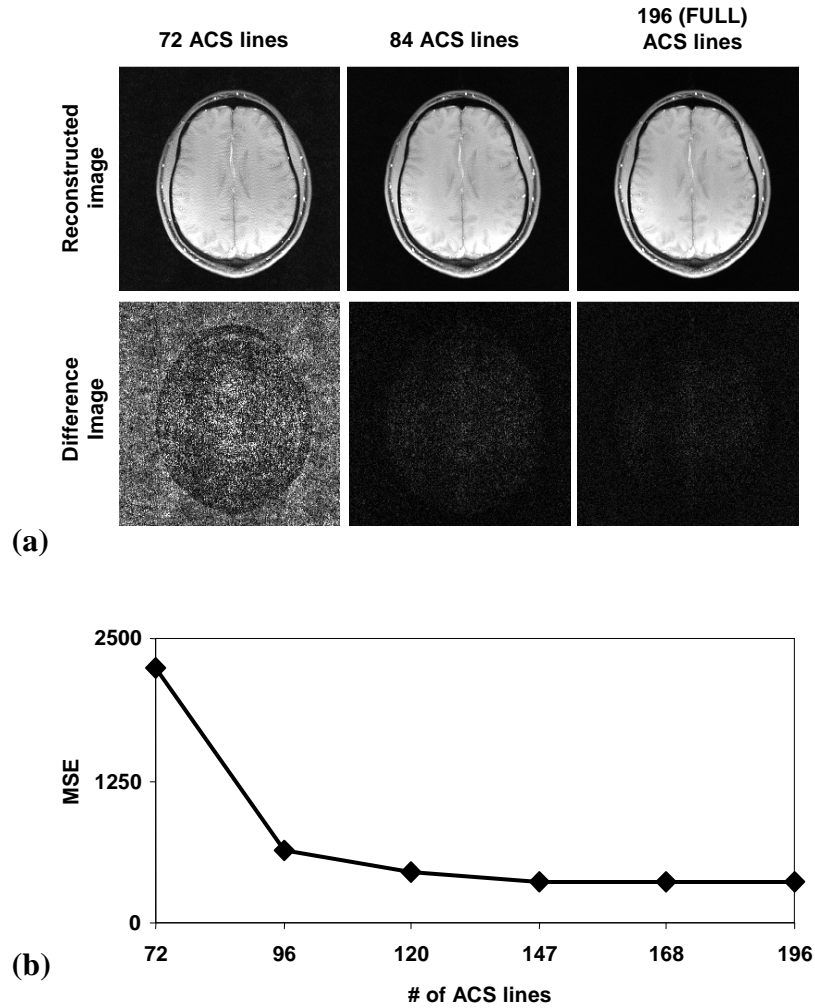 72 ACS lines
84 ACS lines
196 (FULL)
ACS lines
Reconstructed
image
Difference
Image
(a)
2500
1250
0
MSE
72
96
120
147
168
196
# of ACS lines
(b)